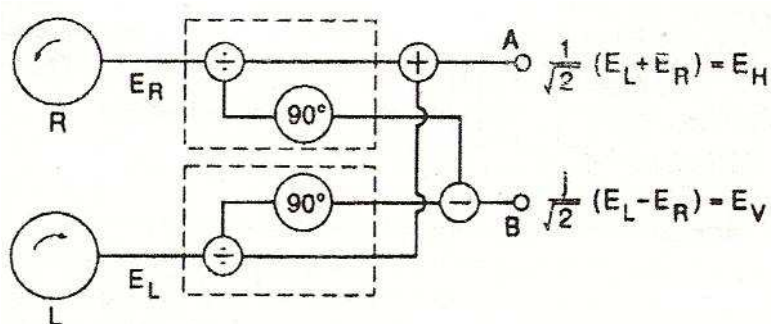 A
1/√2 (E_L + E_R) = E_H
÷
+
E_R
R
90°
90°
−
B
j/√2 (E_L - E_R) = E_V
÷
E_L
L